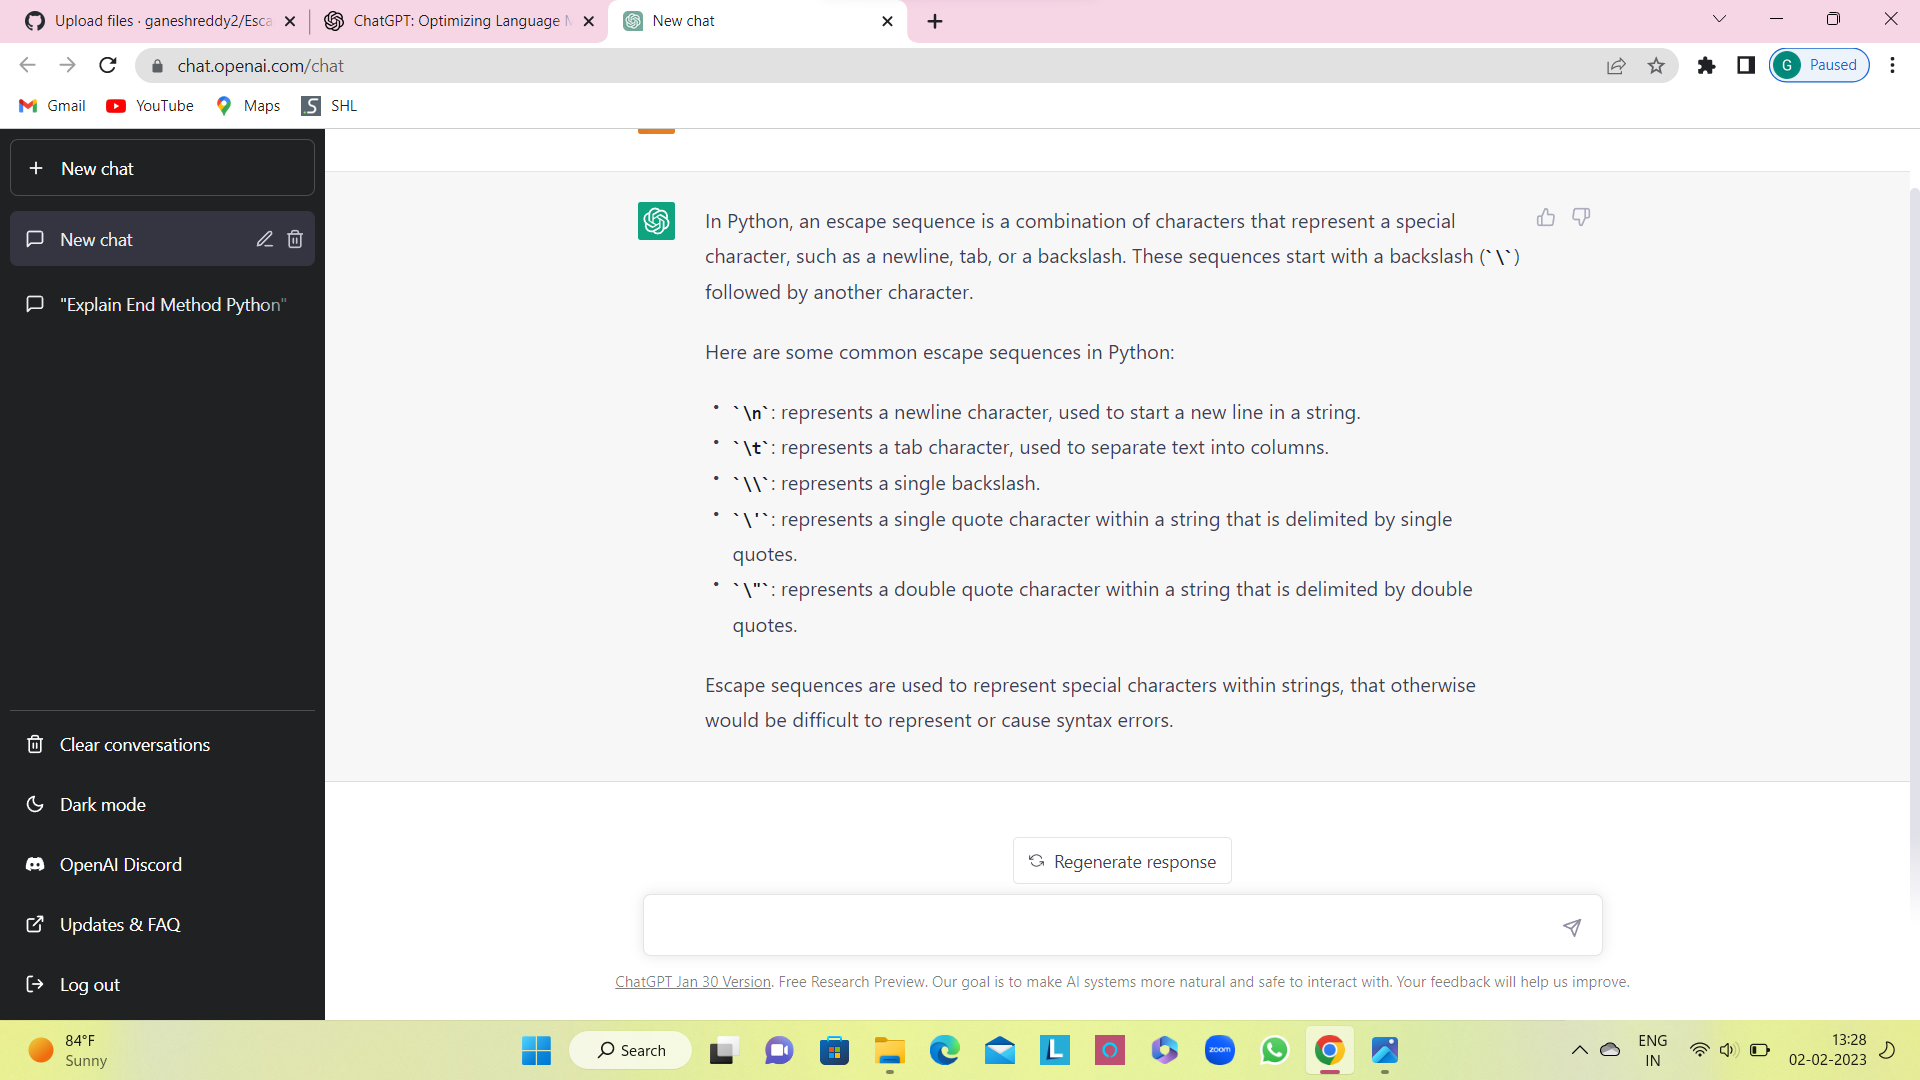 Upload files · ganeshreddy2/Esca
ChatGPT: Optimizing Language M
New chat
chat.openai.com/chat
G Paused
Gmail YouTube Maps SHL
New chat
New chat
"Explain End Method Python"
Clear conversations
Dark mode
OpenAI Discord
Updates & FAQ
Log out
In Python, an escape sequence is a combination of characters that represent a special
character, such as a newline, tab, or a backslash. These sequences start with a backslash (`\`)
followed by another character.
Here are some common escape sequences in Python:
• `\n`: represents a newline character, used to start a new line in a string.
• `\t`: represents a tab character, used to separate text into columns.
• `\\`: represents a single backslash.
• `\'`: represents a single quote character within a string that is delimited by single
quotes.
• `\"`: represents a double quote character within a string that is delimited by double
quotes.
Escape sequences are used to represent special characters within strings, that otherwise
would be difficult to represent or cause syntax errors.
Regenerate response
ChatGPT Jan 30 Version. Free Research Preview. Our goal is to make AI systems more natural and safe to interact with. Your feedback will help us improve.
84°F
Sunny
Search
L
zoom
ENG
IN
13:28
02-02-2023